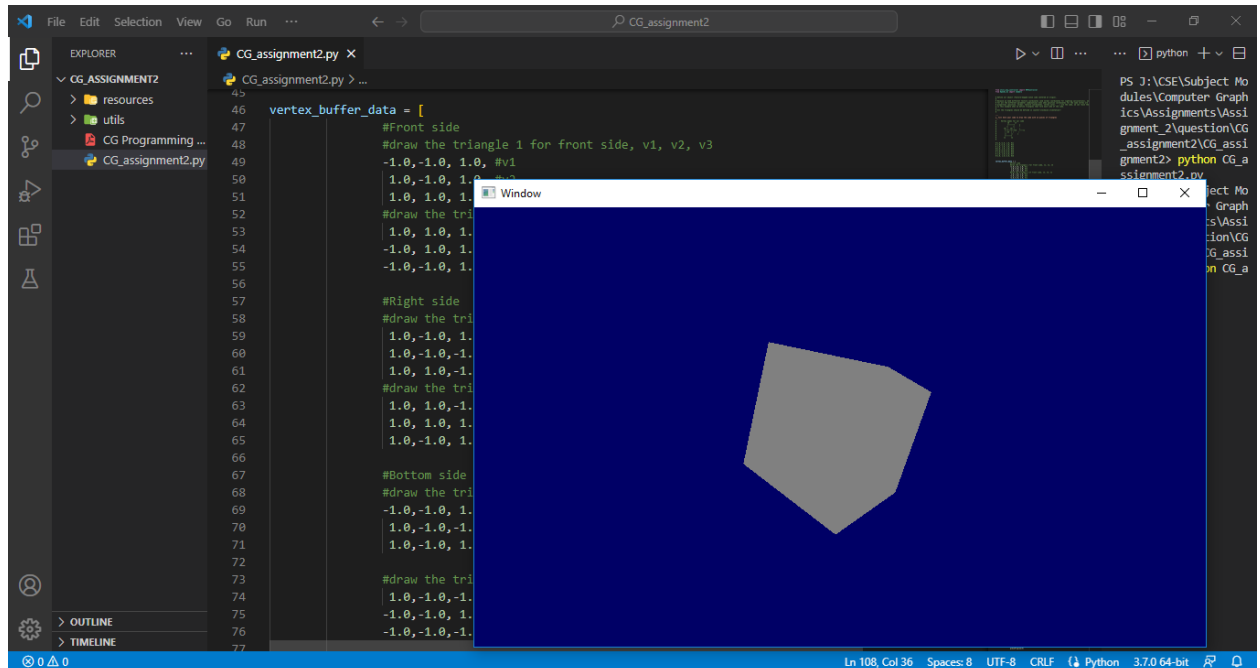 File Edit Selection View Go Run ... CG_assignment2
EXPLORER ...
CG_ASSIGNMENT2
resources
utils
CG Programming ...
CG_assignment2.py
OUTLINE
TIMELINE
CG_assignment2.py
CG_assignment2.py > ...
45
46 vertex_buffer_data = [
47 #Front side
48 #draw the triangle 1 for front side, v1, v2, v3
49 -1.0,-1.0, 1.0, #v1
50 1.0,-1.0, 1.0, #v2
51 1.0, 1.0, 1.
52 #draw the tri
53 1.0, 1.0, 1.
54 -1.0, 1.0, 1.
55 -1.0,-1.0, 1.
56
57 #Right side
58 #draw the tri
59 1.0,-1.0, 1.
60 1.0,-1.0,-1.
61 1.0, 1.0,-1.
62 #draw the tri
63 1.0, 1.0,-1.
64 1.0, 1.0, 1.
65 1.0,-1.0, 1.
66
67 #Bottom side
68 #draw the tri
69 -1.0,-1.0, 1.
70 1.0,-1.0,-1.
71 1.0,-1.0, 1.
72
73 #draw the tri
74 1.0,-1.0,-1.
75 -1.0,-1.0, 1.
76 -1.0,-1.0,-1.
77
Window
... python
PS J:\CSE\Subject Mo
dules\Computer Graph
ics\Assignments\Assi
gnment_2\question\CG
_assignment2\CG_assi
gnment2> python CG_a
ssignment2.py
ject Mo
Graph
s\Assi
tion\CG
CG_assi
on CG_a
0 0 Ln 108, Col 36 Spaces: 8 UTF-8 CRLF Python 3.7.0 64-bit